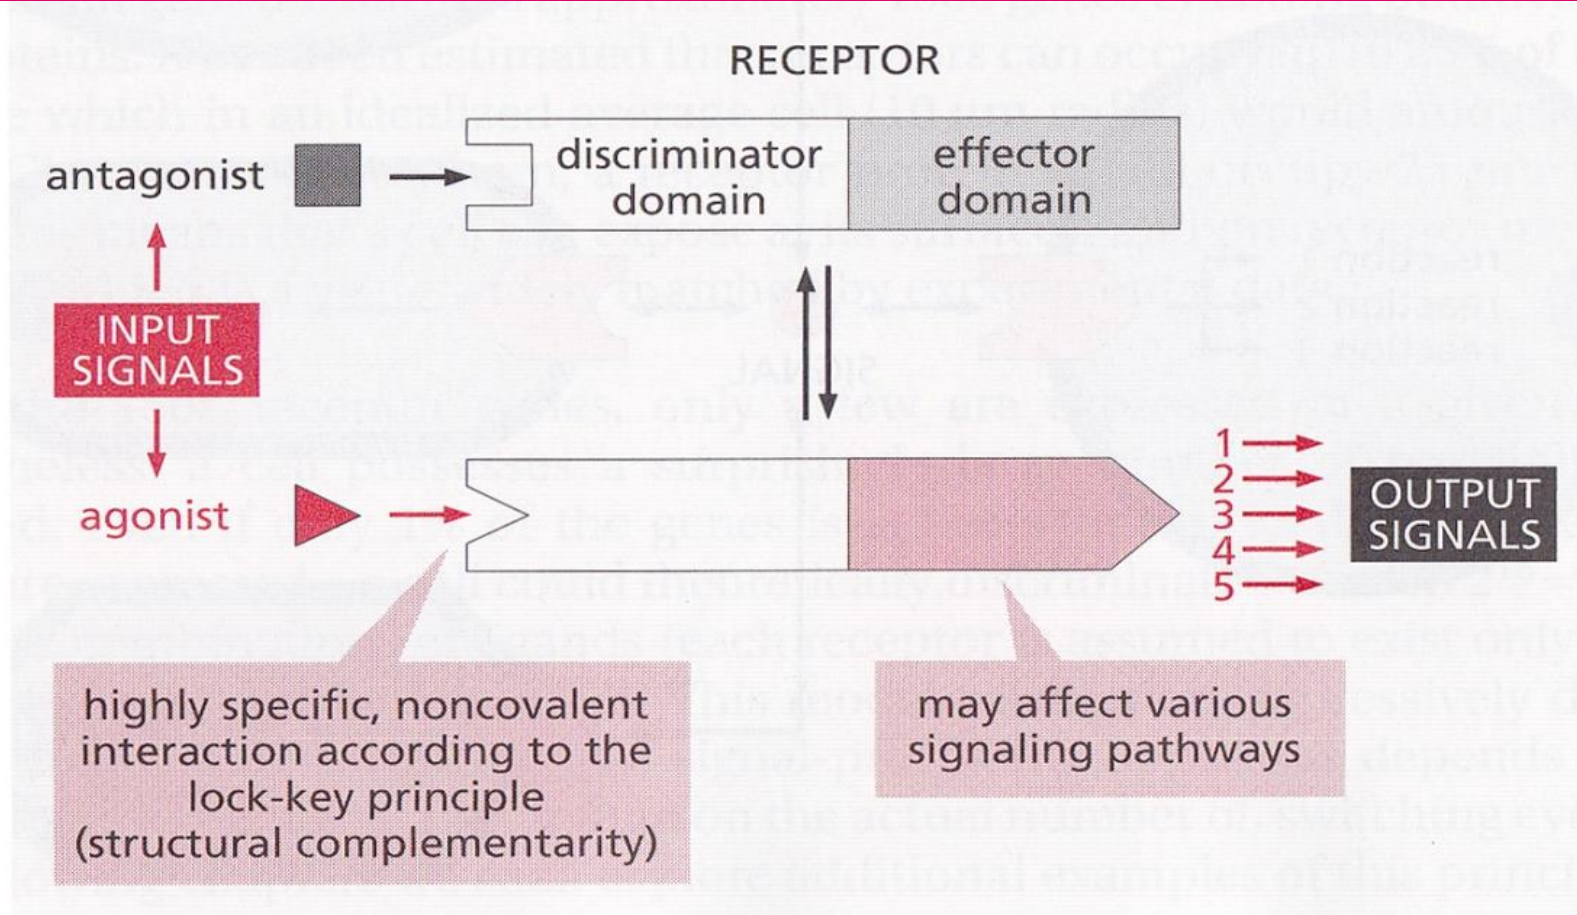 RECEPTOR
antagonist
discriminator
domain
effector
domain
INPUT
SIGNALS
agonist
1
2
3
4
5
OUTPUT
SIGNALS
highly specific, noncovalent
interaction according to the
lock-key principle
(structural complementarity)
may affect various
signaling pathways